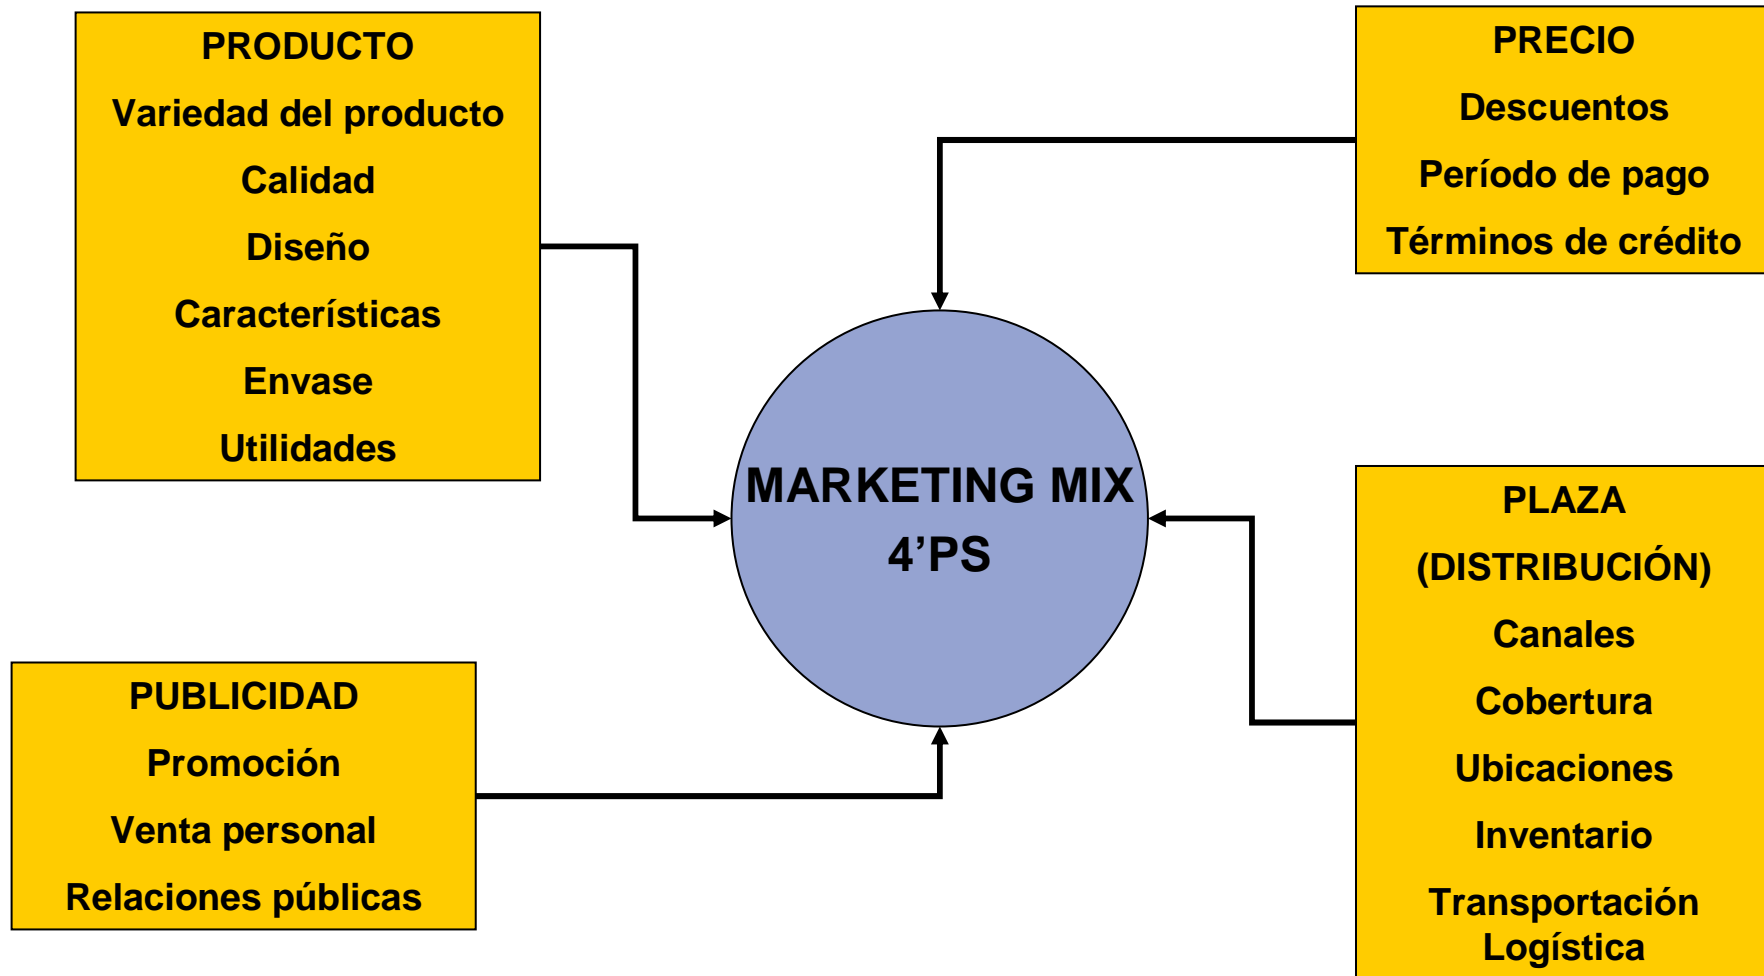 PRODUCTO
Variedad del producto
Calidad
Diseño
Características
Envase
Utilidades
PRECIO
Descuentos
Período de pago
Términos de crédito
MARKETING MIX
4’PS
PUBLICIDAD
Promoción
Venta personal
Relaciones públicas
PLAZA
(DISTRIBUCIÓN)
Canales
Cobertura
Ubicaciones
Inventario
Transportación
Logística